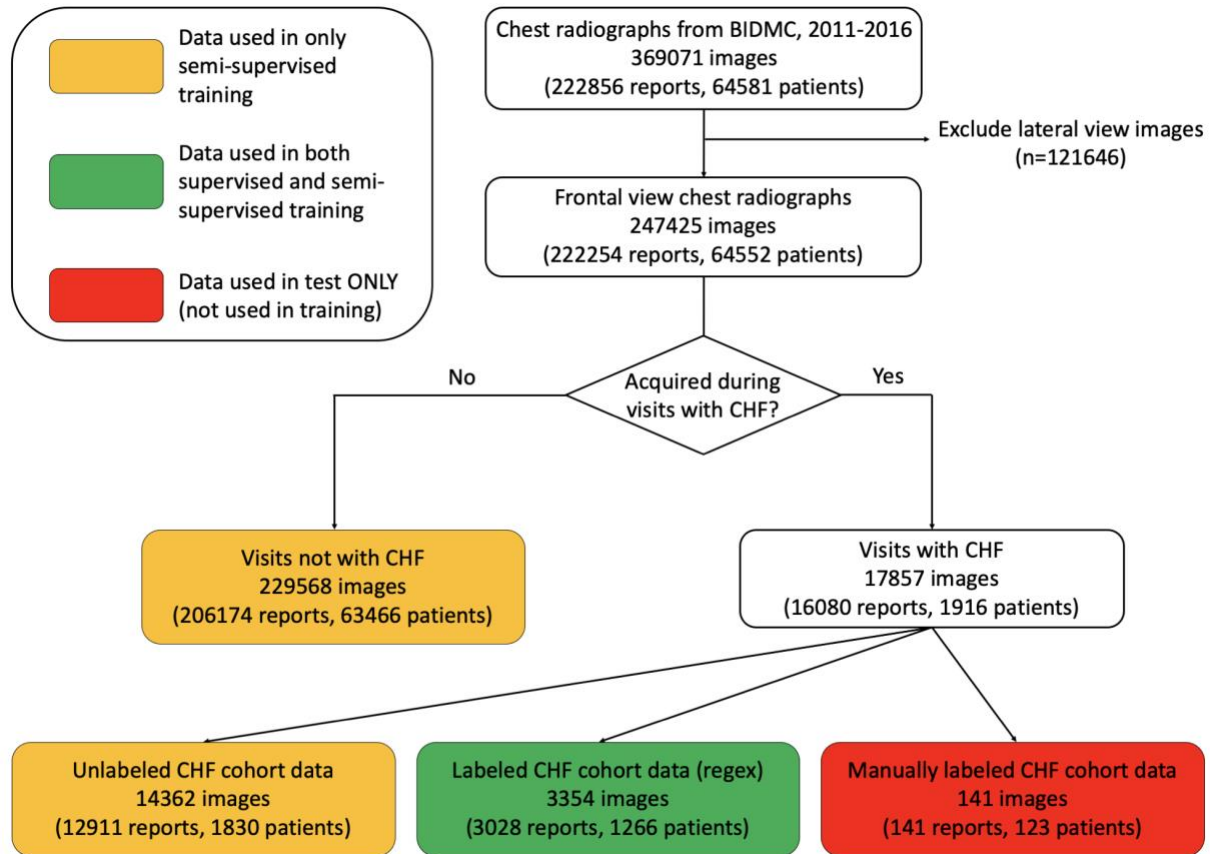 Data used in only
semi-supervised
training
Data used in both
supervised and semi-
supervised training
Data used in test ONLY
(not used in training)
Chest radiographs from BIDMC, 2011-2016
369071 images
(222856 reports, 64581 patients)
Exclude lateral view images
(n=121646)
Frontal view chest radiographs
247425 images
(222254 reports, 64552 patients)
No
Acquired during
visits with CHF?
Yes
Visits not with CHF
229568 images
(206174 reports, 63466 patients)
Visits with CHF
17857 images
(16080 reports, 1916 patients)
Unlabeled CHF cohort data
14362 images
(12911 reports, 1830 patients)
Labeled CHF cohort data (regex)
3354 images
(3028 reports, 1266 patients)
Manually labeled CHF cohort data
141 images
(141 reports, 123 patients)